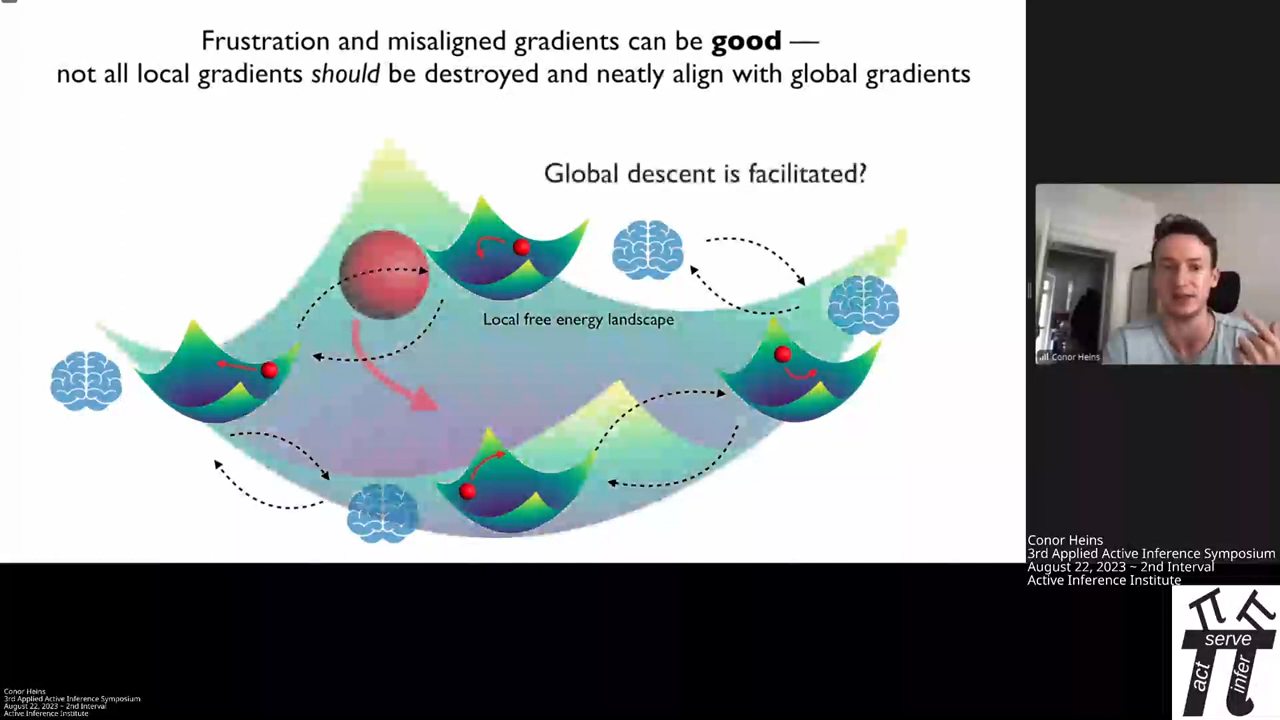 Frustration and misaligned gradients can be good —
not all local gradients should be destroyed and neatly align with global gradients
Global descent is facilitated?
Local free energy landscape
Conor Heins
Conor Heins
3rd Applied Active Inference Symposium
August 22, 2023 ~ 2nd Interval
Active Inference Institute
act
serve
infer
Conor Heins
3rd Applied Active Inference Symposium
August 22, 2023 ~ 2nd Interval
Active Inference Institute